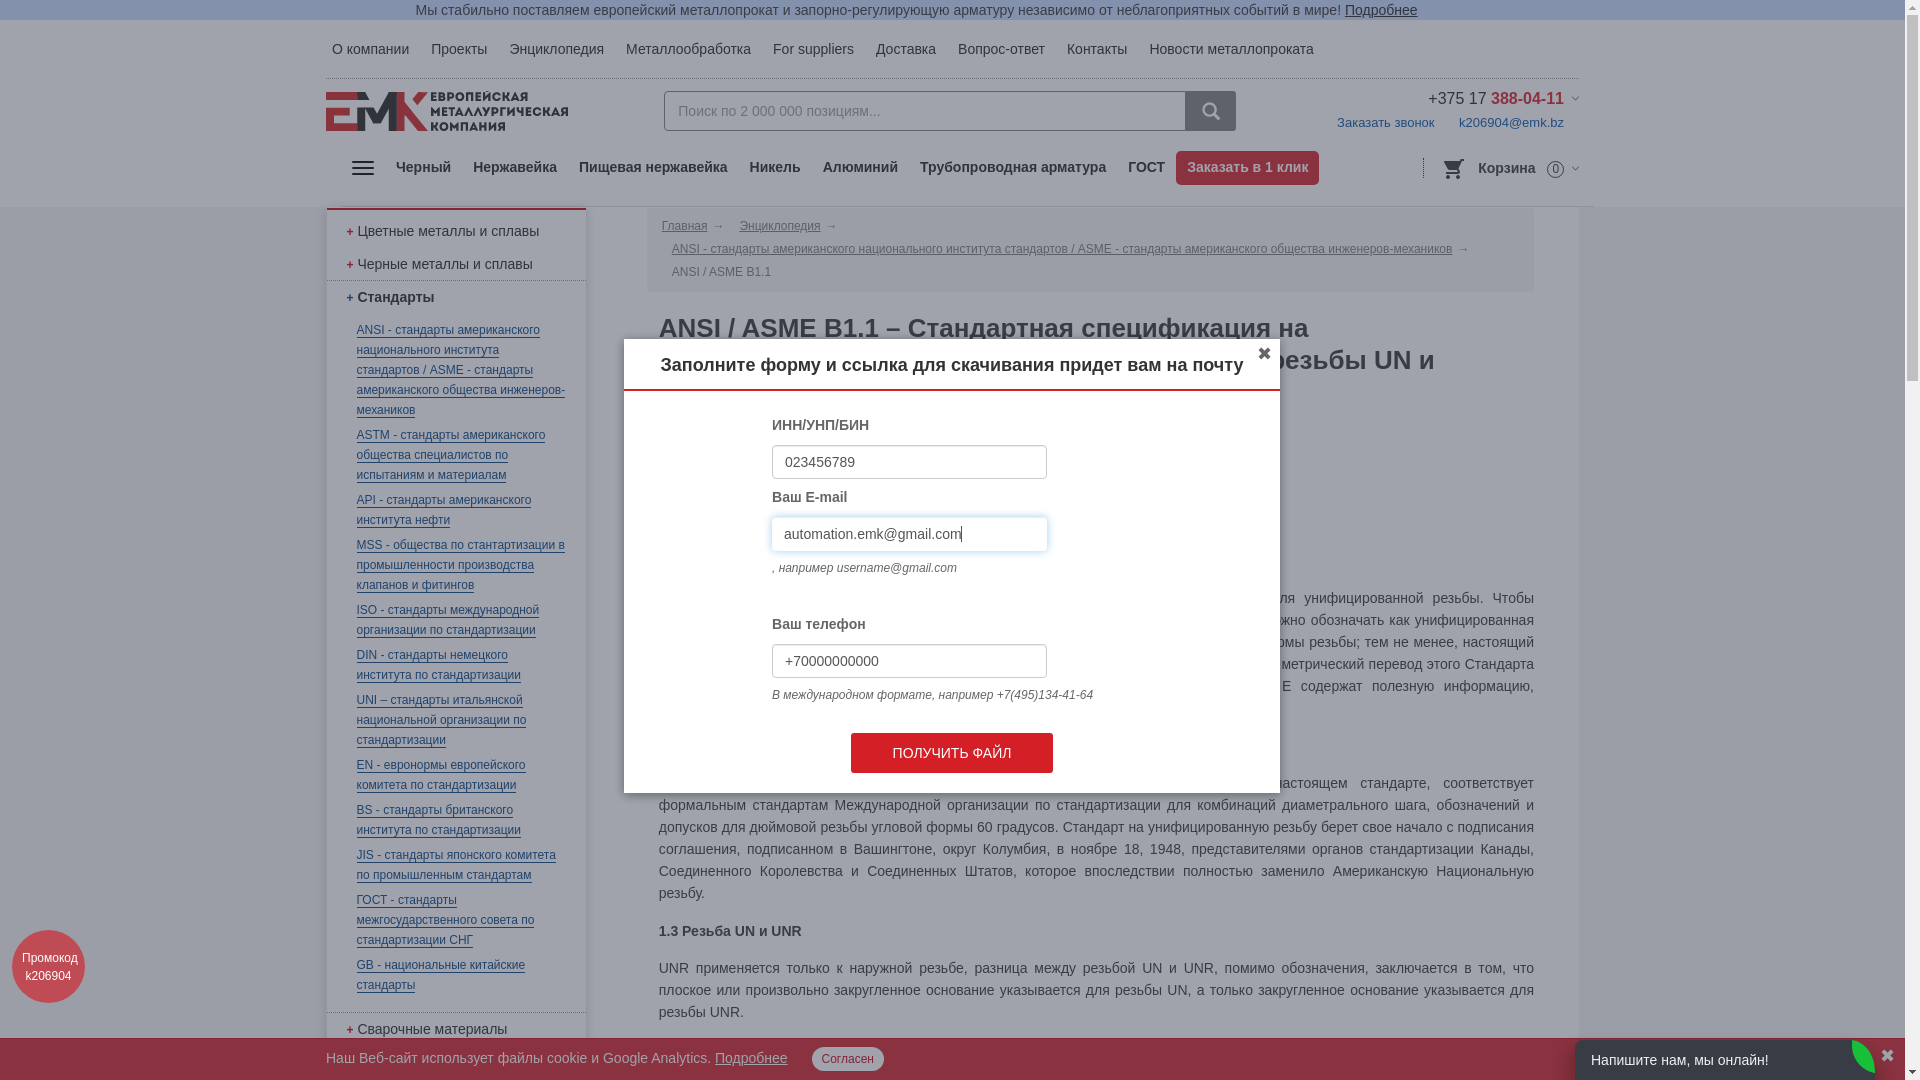 Мы стабильно поставляем европейский металлопрокат и запорно-регулирующую арматуру независимо от неблагоприятных событий в мире! Подробнее
О компании Проекты Энциклопедия Металлообработка For suppliers Доставка Вопрос-ответ Контакты Новости металлопроката
ЕМК ЕВРОПЕЙСКАЯ
МЕТАЛЛУРГИЧЕСКАЯ
КОМПАНИЯ
Поиск по 2 000 000 позициям...
+375 17 388-04-11
Заказать звонок k206904@emk.bz
Черный Нержавейка Пищевая нержавейка Никель Алюминий Трубопроводная арматура ГОСТ Заказать в 1 клик
Корзина 0
+ Цветные металлы и сплавы
+ Черные металлы и сплавы
+ Стандарты
ANSI - стандарты американского
национального института
стандартов / ASME - стандарты
американского общества инженеров-
механиков
ASTM - стандарты американского
общества специалистов по
испытаниям и материалам
API - стандарты американского
института нефти
MSS - общества по стантартизации в
промышленности производства
клапанов и фитингов
ISO - стандарты международной
организации по стандартизации
DIN - стандарты немецкого
института по стандартизации
UNI – стандарты итальянской
национальной организации по
стандартизации
EN - евронормы европейского
комитета по стандартизации
BS - стандарты британского
института по стандартизации
JIS - стандарты японского комитета
по промышленным стандартам
ГОСТ - стандарты
межгосударственного совета по
стандартизации СНГ
GB - национальные китайские
стандарты
+ Сварочные материалы
Главная → Энциклопедия →
ANSI - стандарты американского национального института стандартов / ASME - стандарты американского общества инженеров-механиков →
ANSI / ASME B1.1
ANSI / ASME B1.1 – Стандартная спецификация на
резьбы UN и
Заполните форму и ссылка для скачивания придет вам на почту
✖
ИНН/УНП/БИН
023456789
Ваш E-mail
automation.emk@gmail.com
, например username@gmail.com
Ваш телефон
+70000000000
В международном формате, например +7(495)134-41-64
ПОЛУЧИТЬ ФАЙЛ
ля унифицированной резьбы. Чтобы
жно обозначать как унифицированная
рмы резьбы; тем не менее, настоящий
метрический перевод этого Стандарта
Е содержат полезную информацию,
настоящем стандарте, соответствует
формальным стандартам Международной организации по стандартизации для комбинаций диаметрального шага, обозначений и
допусков для дюймовой резьбы угловой формы 60 градусов. Стандарт на унифицированную резьбу берет свое начало с подписания
соглашения, подписанном в Вашингтоне, округ Колумбия, в ноябре 18, 1948, представителями органов стандартизации Канады,
Соединенного Королевства и Соединенных Штатов, которое впоследствии полностью заменило Американскую Национальную
резьбу.
1.3 Резьба UN и UNR
UNR применяется только к наружной резьбе, разница между резьбой UN и UNR, помимо обозначения, заключается в том, что
плоское или произвольно закругленное основание указывается для резьбы UN, а только закругленное основание указывается для
резьбы UNR.
Промокод
k206904
Наш Веб-сайт использует файлы cookie и Google Analytics. Подробнее Согласен
Напишите нам, мы онлайн!
✖